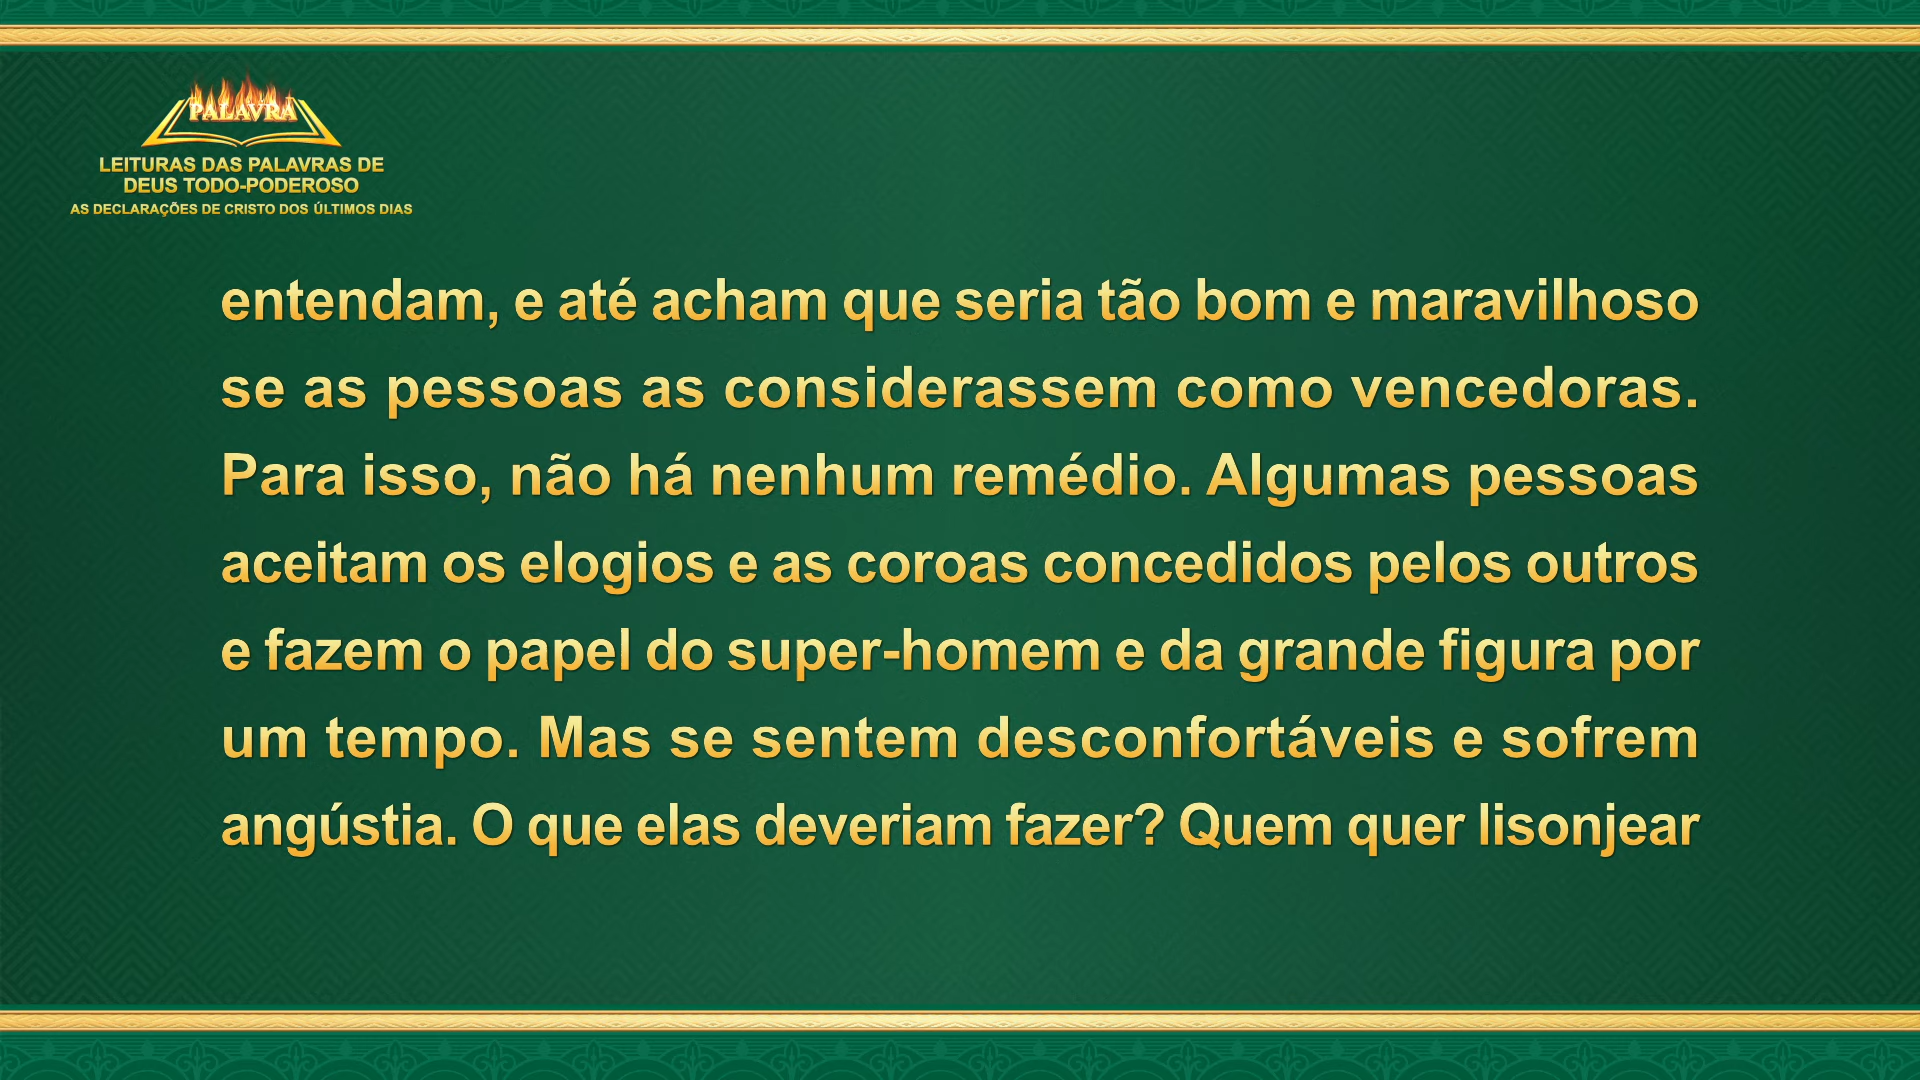 PALAVRA
LEITURAS DAS PALAVRAS DE
DEUS TODO-PODEROSO
AS DECLARAÇÕES DE CRISTO DOS ÚLTIMOS DIAS
entendam, e até acham que seria tão bom e maravilhoso
se as pessoas as considerassem como vencedoras.
Para isso, não há nenhum remédio. Algumas pessoas
aceitam os elogios e as coroas concedidos pelos outros
e fazem o papel do super-homem e da grande figura por
um tempo. Mas se sentem desconfortáveis e sofrem
angústia. O que elas deveriam fazer? Quem quer lisonjear